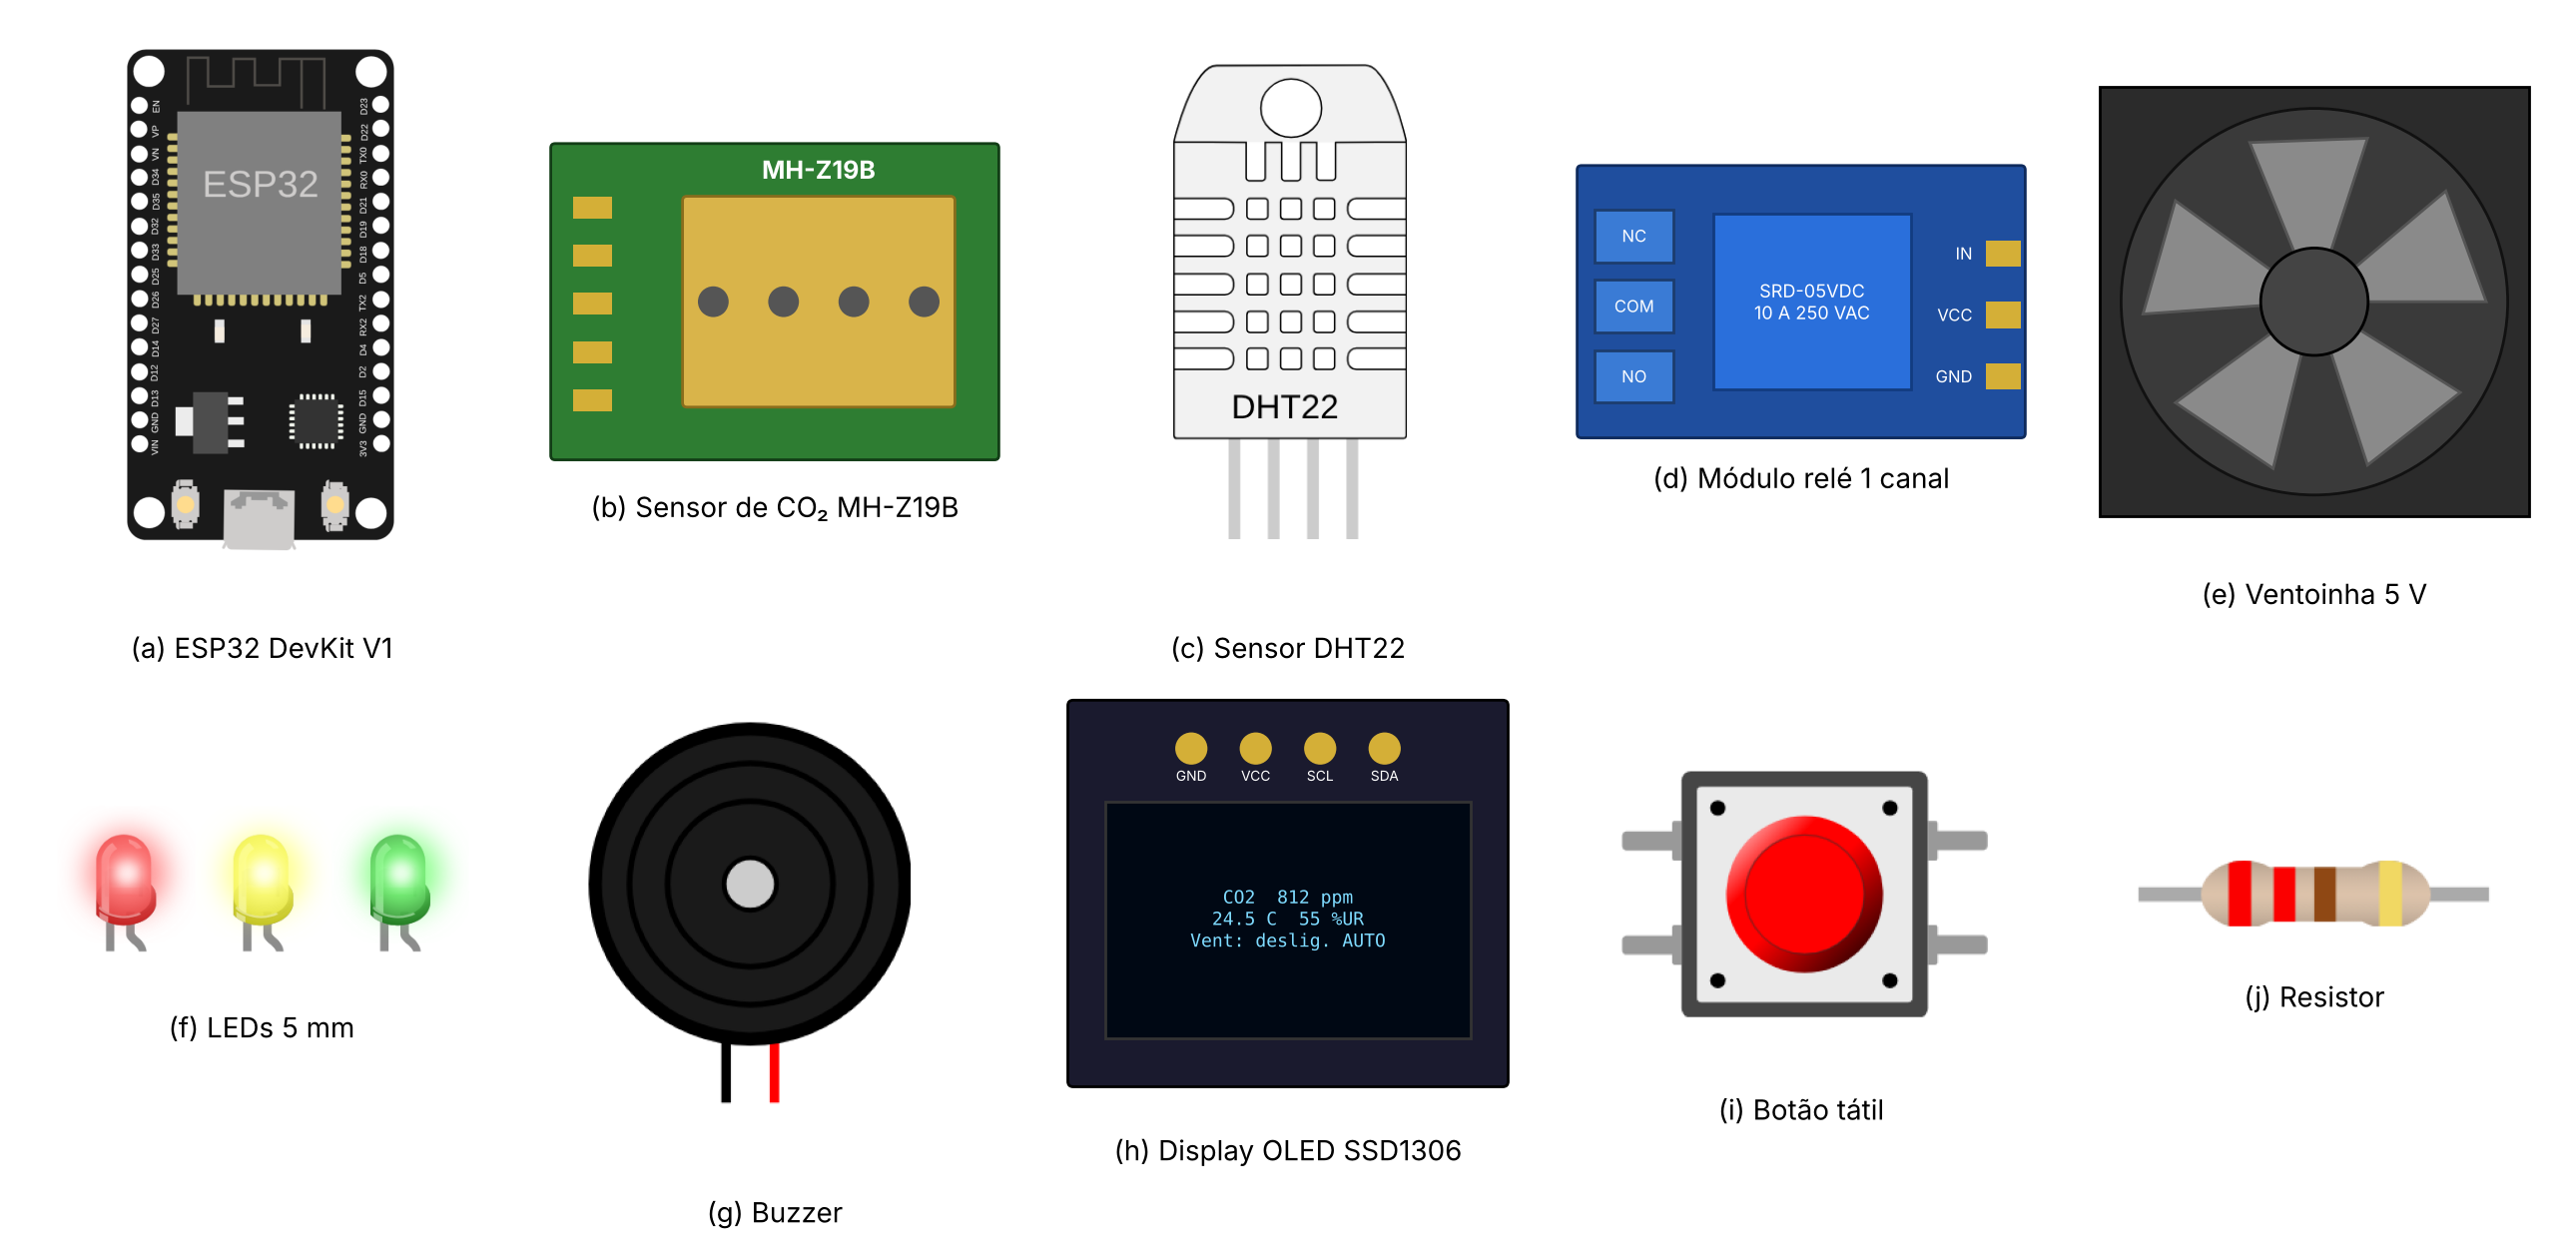 EN
VP
VN
D34
D35
D32
D33
D25
D26
D27
D14
D12
D13
GND
VIN
ESP32
D23
D22
TX0
RX0
D21
D19
D18
D5
TX2
RX2
D4
D2
D15
GND
3V3
(a) ESP32 DevKit V1
MH-Z19B
(b) Sensor de CO₂ MH-Z19B
DHT22
(c) Sensor DHT22
NC
COM
NO
SRD-05VDC
10 A 250 VAC
IN
VCC
GND
(d) Módulo relé 1 canal
(e) Ventoinha 5 V
(f) LEDs 5 mm
(g) Buzzer
GND VCC SCL SDA
CO2 812 ppm
24.5 C 55 %UR
Vent: deslig. AUTO
(h) Display OLED SSD1306
(i) Botão tátil
(j) Resistor